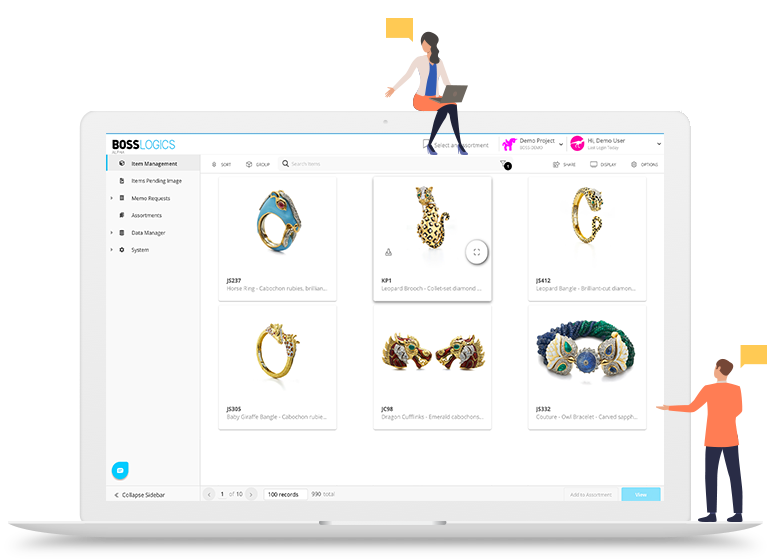 BOSSLOGICS
Select an assortment
Demo Project
BOSS DEMO
Hi, Demo User
Last Login Today
Item Management
SORT
GROUP
Search items
SHARE
DISPLAY
OPTIONS
Items Pending Image
Memo Requests
Assortments
Data Manager
System
JS237
Horse Ring - Cabochon rubies, brillian...
KP1
Leopard Brooch - Collet-set diamond ...
JS412
Leopard Bangle - Brilliant-cut diamon...
JS305
Baby Giraffe Bangle - Cabochon rubie...
JC98
Dragon Cufflinks - Emerald cabochons...
JS332
Couture - Owl Bracelet - Carved sapph...
Collapse Sidebar
1 of 10
100 records
990 total
Add to Assortment
View